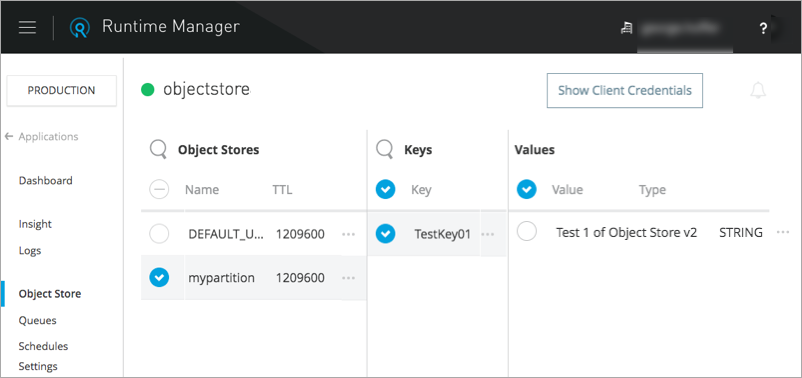 Runtime Manager
?
PRODUCTION
objectstore
Show Client Credentials
Applications
Object Stores
Keys
Values
Dashboard
Name
TTL
Key
Value
Type
Insight
DEFAULT_U...
1209600
TestKey01
Test 1 of Object Store v2
STRING
Logs
mypartition
1209600
Object Store
Queues
Schedules
Settings